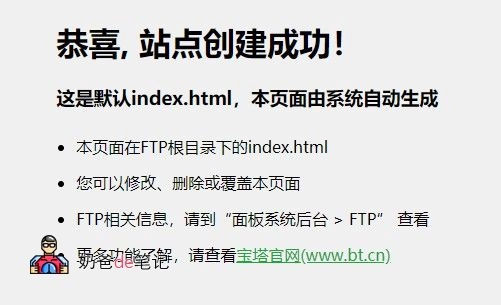 恭喜, 站点创建成功！
这是默认index.html，本页面由系统自动生成
本页面在FTP根目录下的index.html
您可以修改、删除或覆盖本页面
FTP相关信息，请到“面板系统后台 > FTP” 查看
更多功能了解，请查看宝塔官网(www.bt.cn)
奶爸de笔记